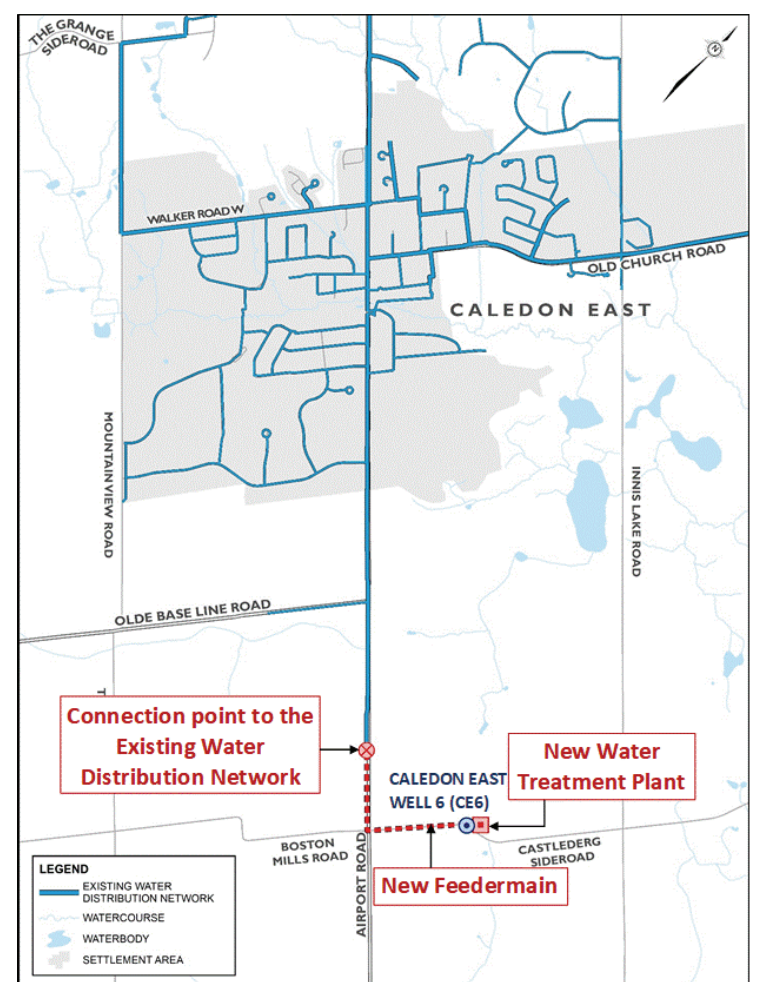 THE GRANGE
SIDEROAD
N
WALKER ROAD W
OLD CHURCH ROAD
CALEDON EAST
MOUNTAINVIEW ROAD
INNIS LAKE ROAD
OLDE BASE LINE ROAD
T
Connection point to the
Existing Water
Distribution Network
CALEDON EAST
WELL 6 (CE6)
New Water
Treatment Plant
BOSTON
MILLS ROAD
AIRPORT ROAD
CASTLEDERG
SIDEROAD
New Feedermain
LEGEND
EXISTING WATER
DISTRIBUTION NETWORK
WATERCOURSE
WATERBODY
SETTLEMENT AREA